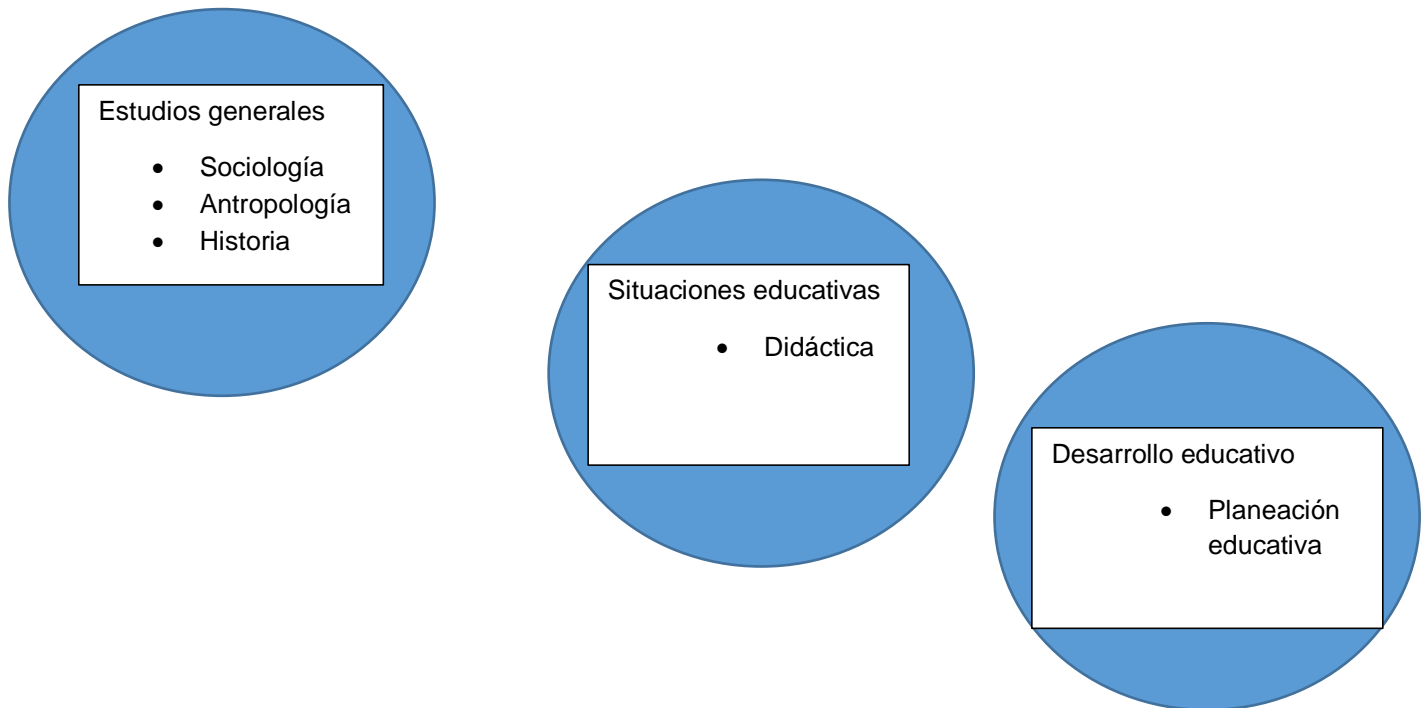 Estudios generales
• Sociología
• Antropología
• Historia
Situaciones educativas
• Didáctica
Desarrollo educativo
• Planeación
educativa